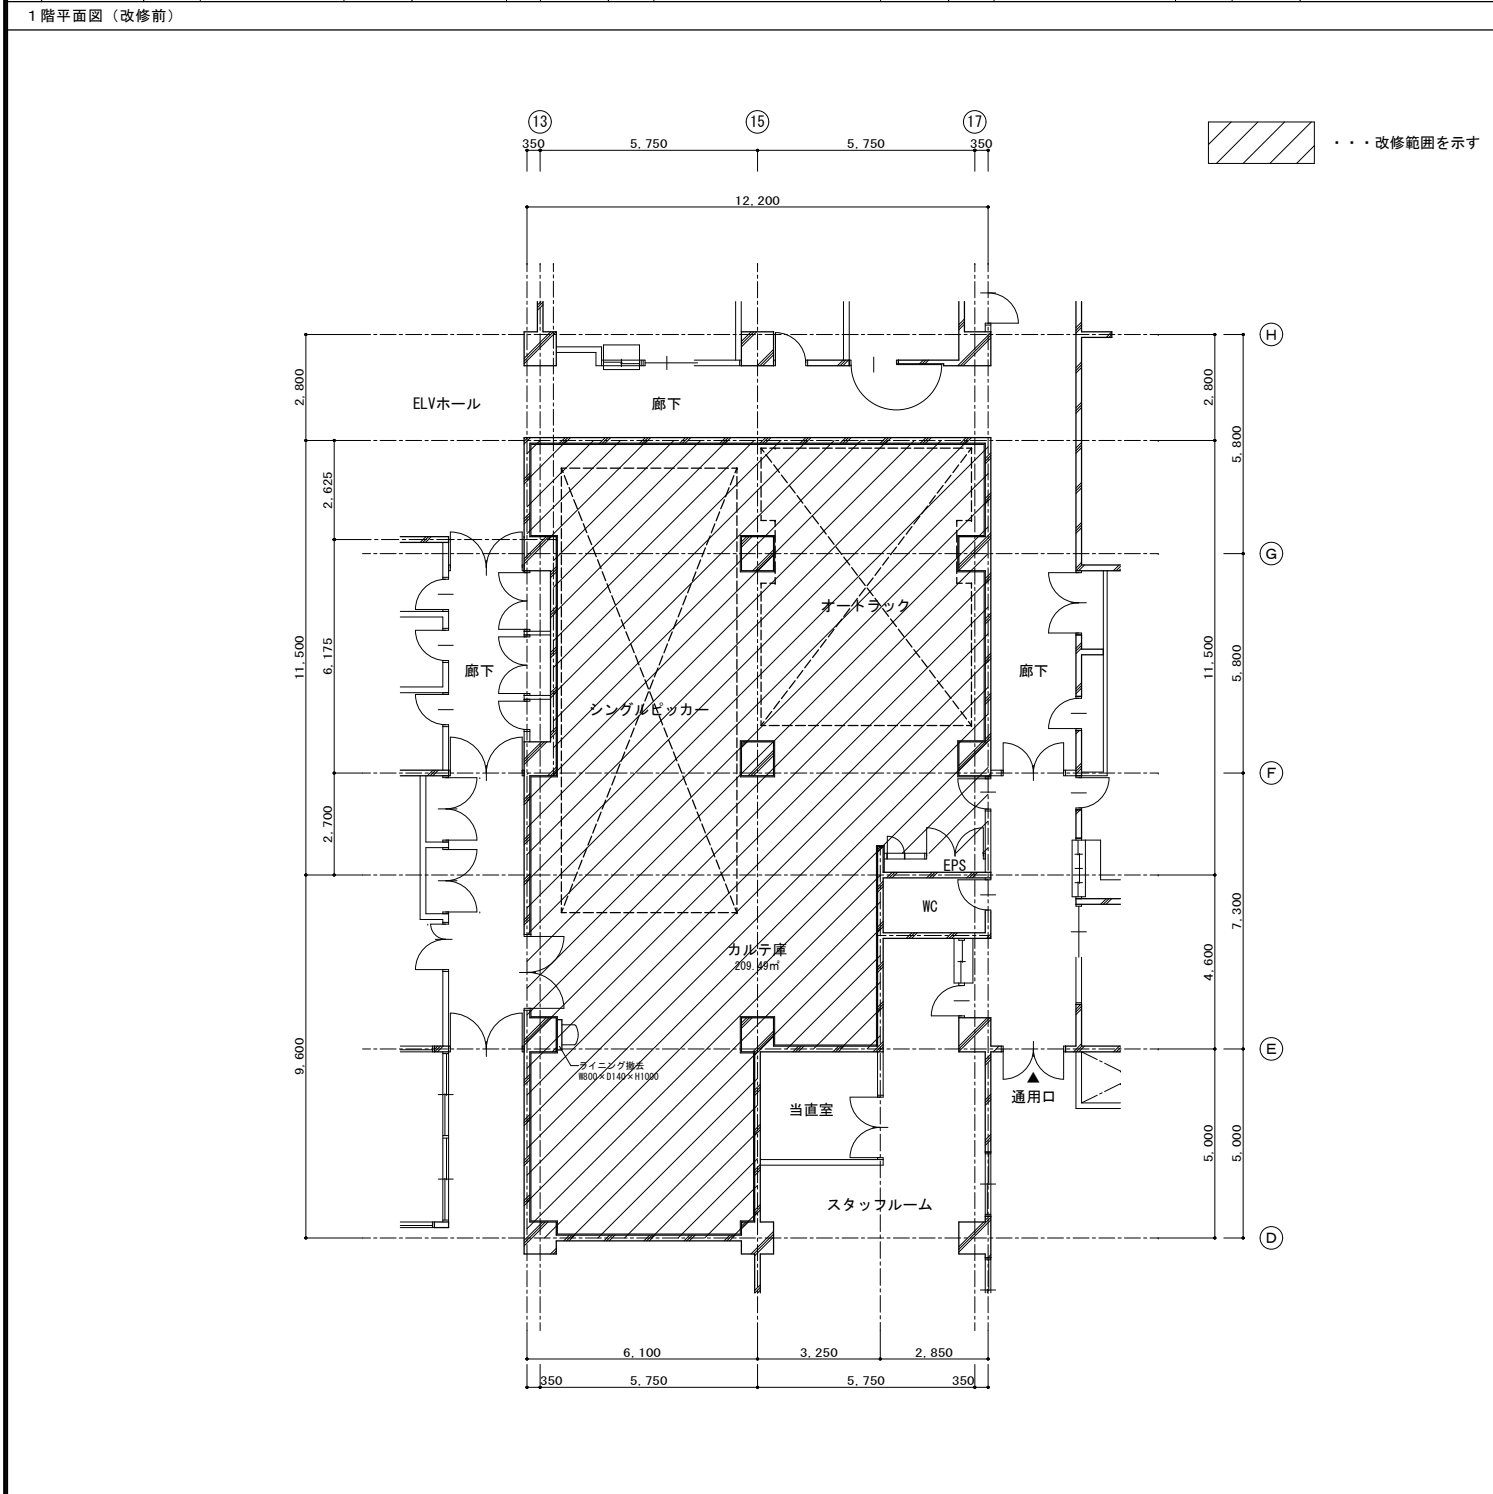 1階平面図（改修前）
13
15
17
350
5,750
5,750
350
・・・改修範囲を示す
12,200
H
2,800
ELVホール
廊下
2,800
5,800
2,625
G
オートラック
11,500
6,175
廊下
シングルピッカー
廊下
11,500
5,800
F
2,700
EPS
WC
7,300
カルテ庫
209.49㎡
4,600
E
9,600
ライニング撤去
W800×D140×H1000
通用口
当直室
5,000
5,000
スタッフルーム
D
6,100
3,250
2,850
350
5,750
5,750
350